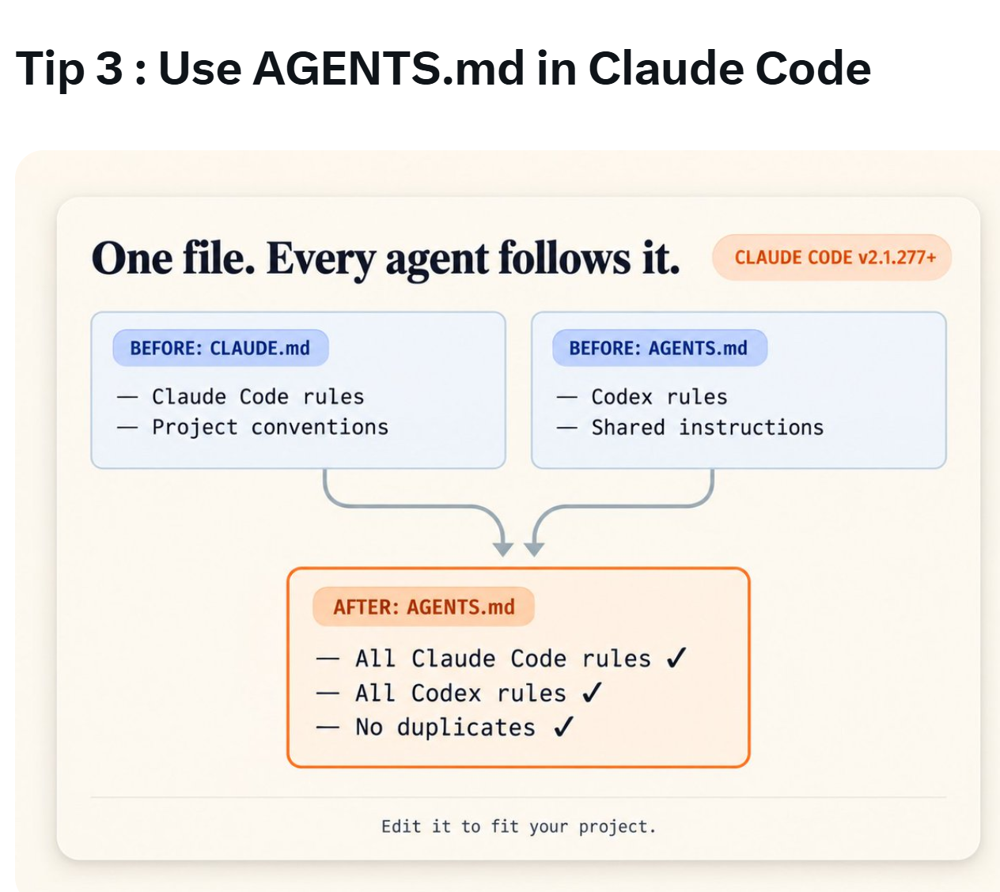 Tip 3 : Use AGENTS.md in Claude Code
One file. Every agent follows it.
CLAUDE CODE v2.1.277+
BEFORE: CLAUDE.md
— Claude Code rules
— Project conventions
BEFORE: AGENTS.md
— Codex rules
— Shared instructions
AFTER: AGENTS.md
— All Claude Code rules ✓
— All Codex rules ✓
— No duplicates ✓
Edit it to fit your project.